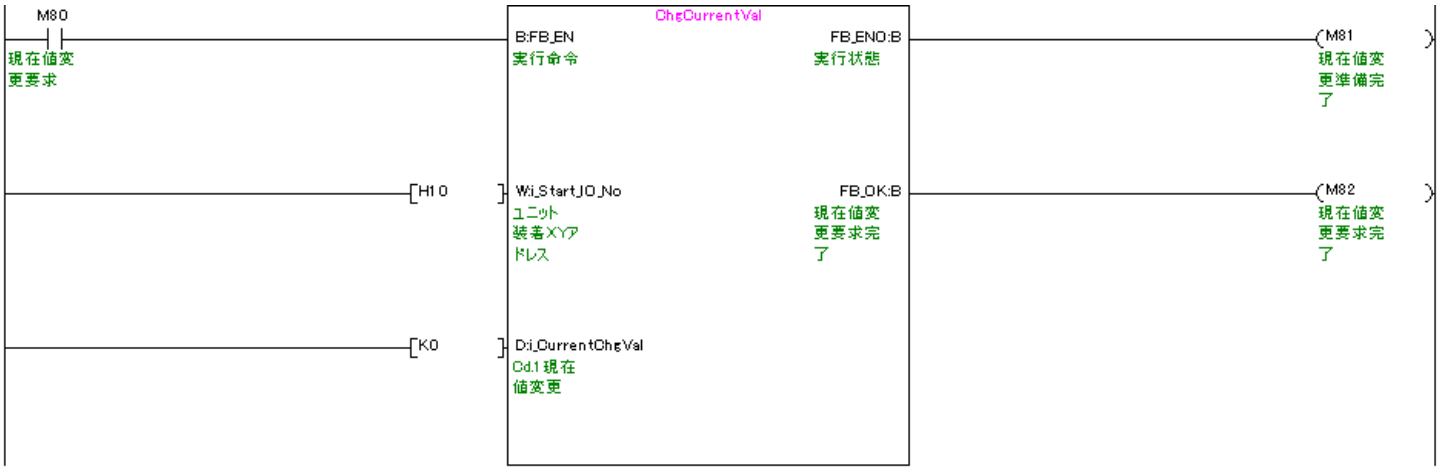 M80
現在値変
更要求
ChgCurrentVal
B:FB_EN
実行命令
FB_ENO:B
実行状態
M81
現在値変
更準備完
了
H10
W:i_Start_IO_No
ユニット
装着XYア
ドレス
FB_OK:B
現在値変
更要求完
了
M82
現在値変
更要求完
了
K0
D:i_CurrentChgVal
Cd.1 現在
値変更